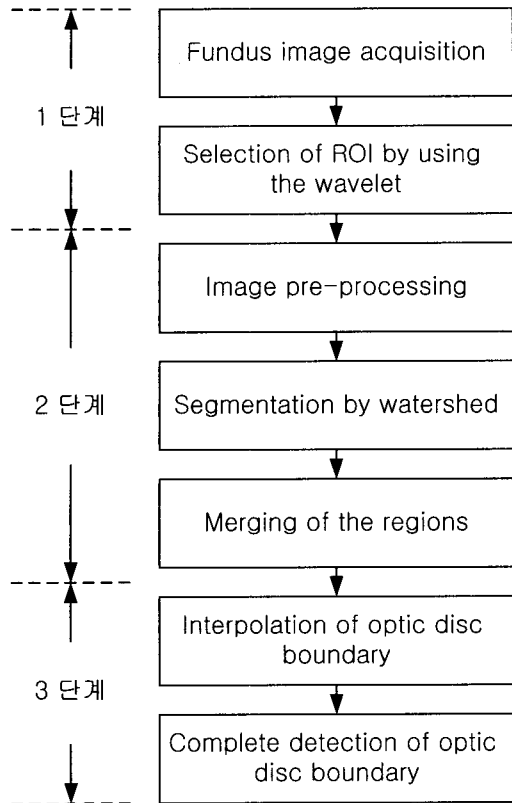 Fundus image acquisition
1 단계
Selection of ROI by using
the wavelet
Image pre-processing
2 단계
Segmentation by watershed
Merging of the regions
Interpolation of optic disc
boundary
3 단계
Complete detection of optic
disc boundary